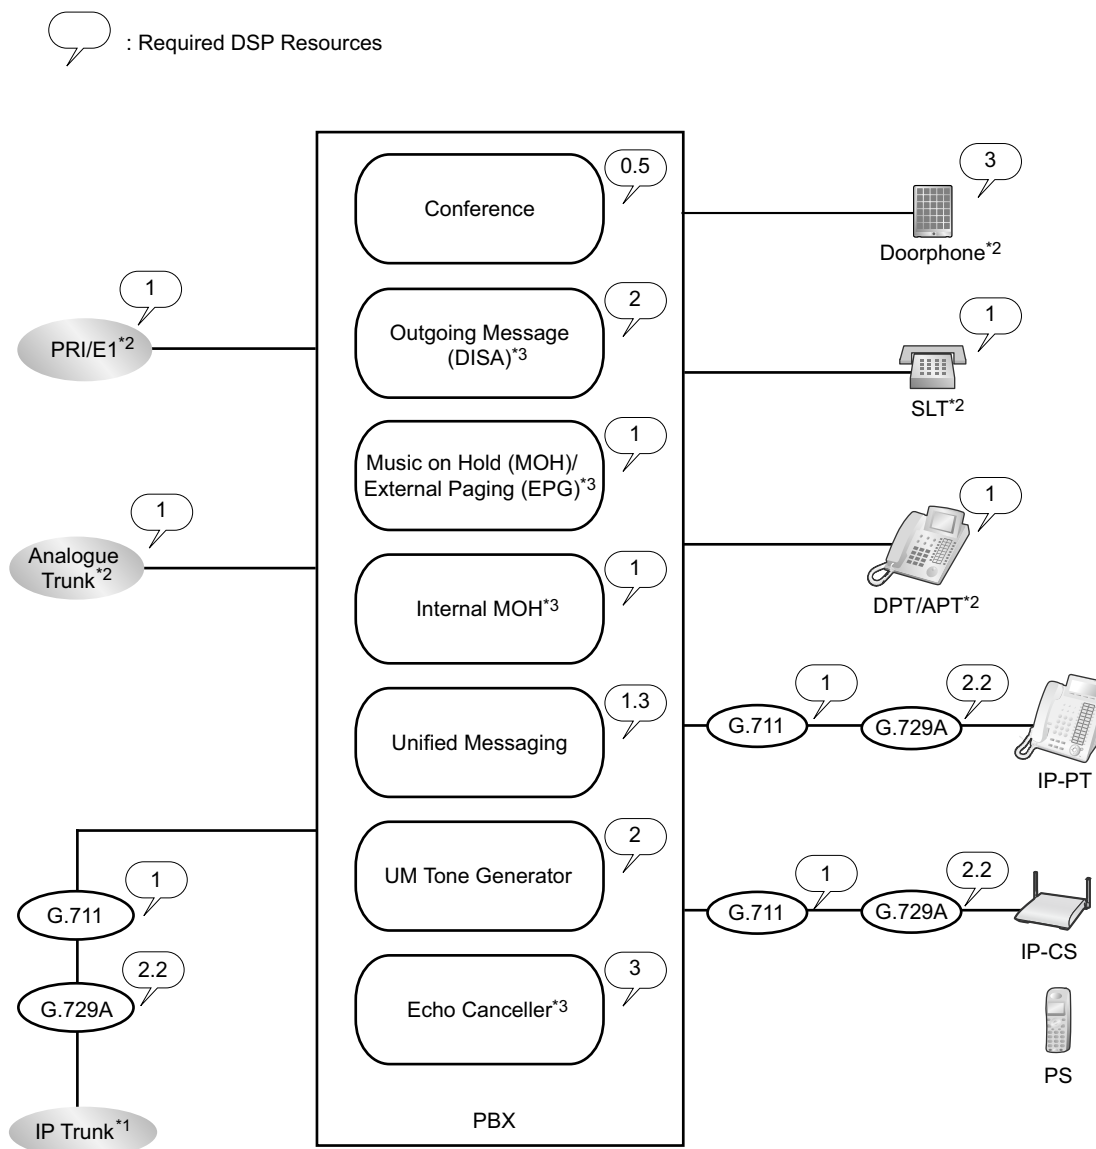 : Required DSP Resources
0.5
Conference
2
Outgoing Message
(DISA)*3
1
Music on Hold (MOH)/
External Paging (EPG)*3
1
Internal MOH*3
1.3
Unified Messaging
2
UM Tone Generator
3
Echo Canceller*3
PBX
1
PRI/E1*2
1
Analogue
Trunk*2
1
G.711
2.2
G.729A
IP Trunk*1
3
Doorphone*2
1
SLT*2
1
DPT/APT*2
1
2.2
G.711
G.729A
IP-PT
1
2.2
G.711
G.729A
IP-CS
PS